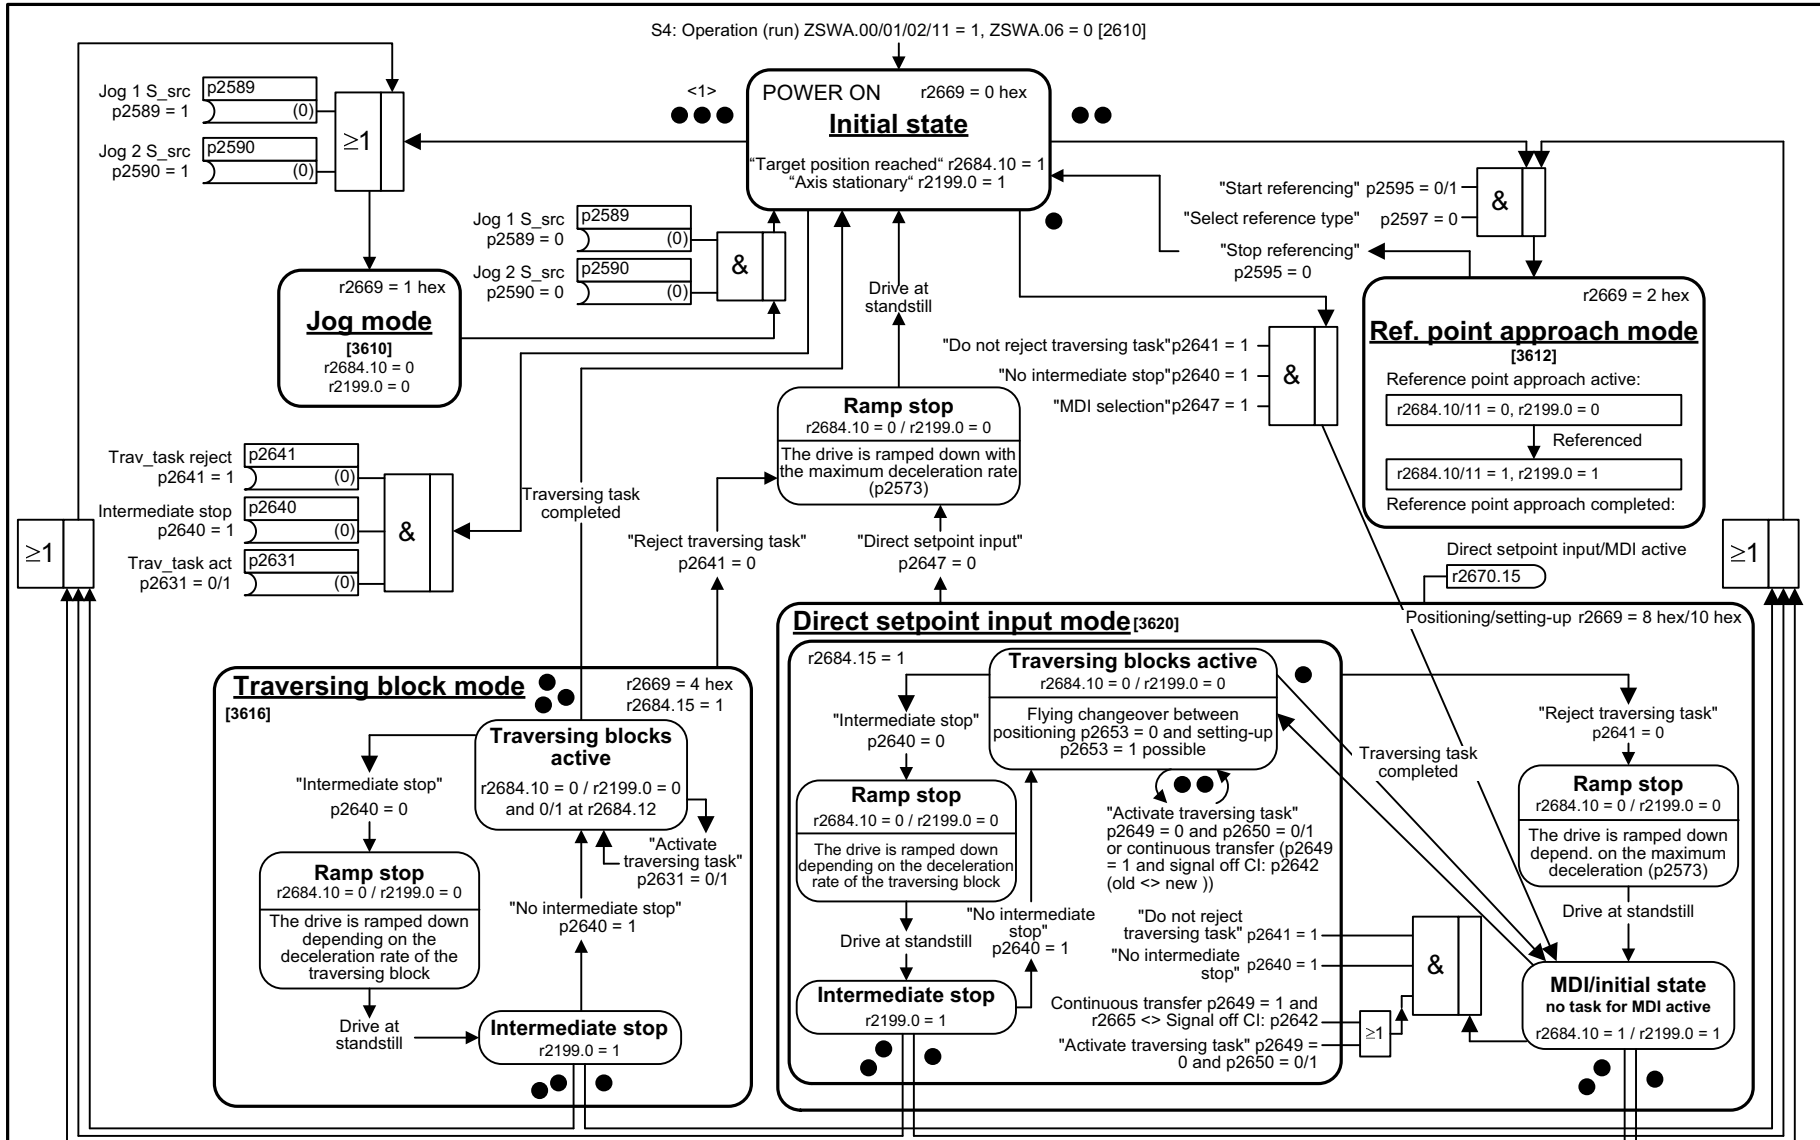 S4: Operation (run) ZSWA.00/01/02/11 = 1, ZSWA.06 = 0 [2610]
<1>
POWER ON
r2669 = 0 hex
Initial state
“Target position reached“ r2684.10 = 1
“Axis stationary“ r2199.0 = 1
Jog 1 S_src
p2589 = 1
p2589
(0)
Jog 2 S_src
p2590 = 1
p2590
(0)
≥1
Jog 1 S_src
p2589 = 0
p2589
(0)
Jog 2 S_src
p2590 = 0
p2590
(0)
&
"Start referencing" p2595 = 0/1
"Select reference type" p2597 = 0
&
"Stop referencing"
p2595 = 0
r2669 = 1 hex
Jog mode
[3610]
r2684.10 = 0
r2199.0 = 0
Drive at
standstill
r2669 = 2 hex
Ref. point approach mode
[3612]
Reference point approach active:
r2684.10/11 = 0, r2199.0 = 0
Referenced
r2684.10/11 = 1, r2199.0 = 1
Reference point approach completed:
"Do not reject traversing task"p2641 = 1
"No intermediate stop"p2640 = 1
"MDI selection"p2647 = 1
&
Ramp stop
r2684.10 = 0 / r2199.0 = 0
The drive is ramped down with
the maximum deceleration rate
(p2573)
Trav_task reject
p2641 = 1
p2641
(0)
Intermediate stop
p2640 = 1
p2640
(0)
Trav_task act
p2631 = 0/1
p2631
(0)
&
Traversing task
completed
≥1
"Reject traversing task"
p2641 = 0
"Direct setpoint input"
p2647 = 0
Direct setpoint input/MDI active
r2670.15
≥1
Traversing block mode
[3616]
r2669 = 4 hex
r2684.15 = 1
Traversing blocks
active
r2684.10 = 0 / r2199.0 = 0
and 0/1 at r2684.12
"Intermediate stop"
p2640 = 0
"Activate
traversing task"
p2631 = 0/1
Ramp stop
r2684.10 = 0 / r2199.0 = 0
The drive is ramped down
depending on the
deceleration rate of the
traversing block
"No intermediate stop"
p2640 = 1
Drive at
standstill
Intermediate stop
r2199.0 = 1
Direct setpoint input mode [3620]
Positioning/setting-up r2669 = 8 hex/10 hex
r2684.15 = 1
Traversing blocks active
r2684.10 = 0 / r2199.0 = 0
Flying changeover between
positioning p2653 = 0 and setting-up
p2653 = 1 possible
"Intermediate stop"
p2640 = 0
Ramp stop
r2684.10 = 0 / r2199.0 = 0
The drive is ramped down
depending on the deceleration
rate of the traversing block
Drive at standstill
"No intermediate
stop"
p2640 = 1
Intermediate stop
r2199.0 = 1
"Activate traversing task"
p2649 = 0 and p2650 = 0/1
or continuous transfer (p2649
= 1 and signal off CI: p2642
(old <> new ))
"Do not reject
traversing task" p2641 = 1
"No intermediate
stop" p2640 = 1
Continuous transfer p2649 = 1 and
r2665 <> Signal off CI: p2642
"Activate traversing task" p2649 =
0 and p2650 = 0/1
≥1
&
Traversing task
completed
"Reject traversing task"
p2641 = 0
Ramp stop
r2684.10 = 0 / r2199.0 = 0
The drive is ramped down
depend. on the maximum
deceleration (p2573)
Drive at standstill
MDI/initial state
no task for MDI active
r2684.10 = 1 / r2199.0 = 1